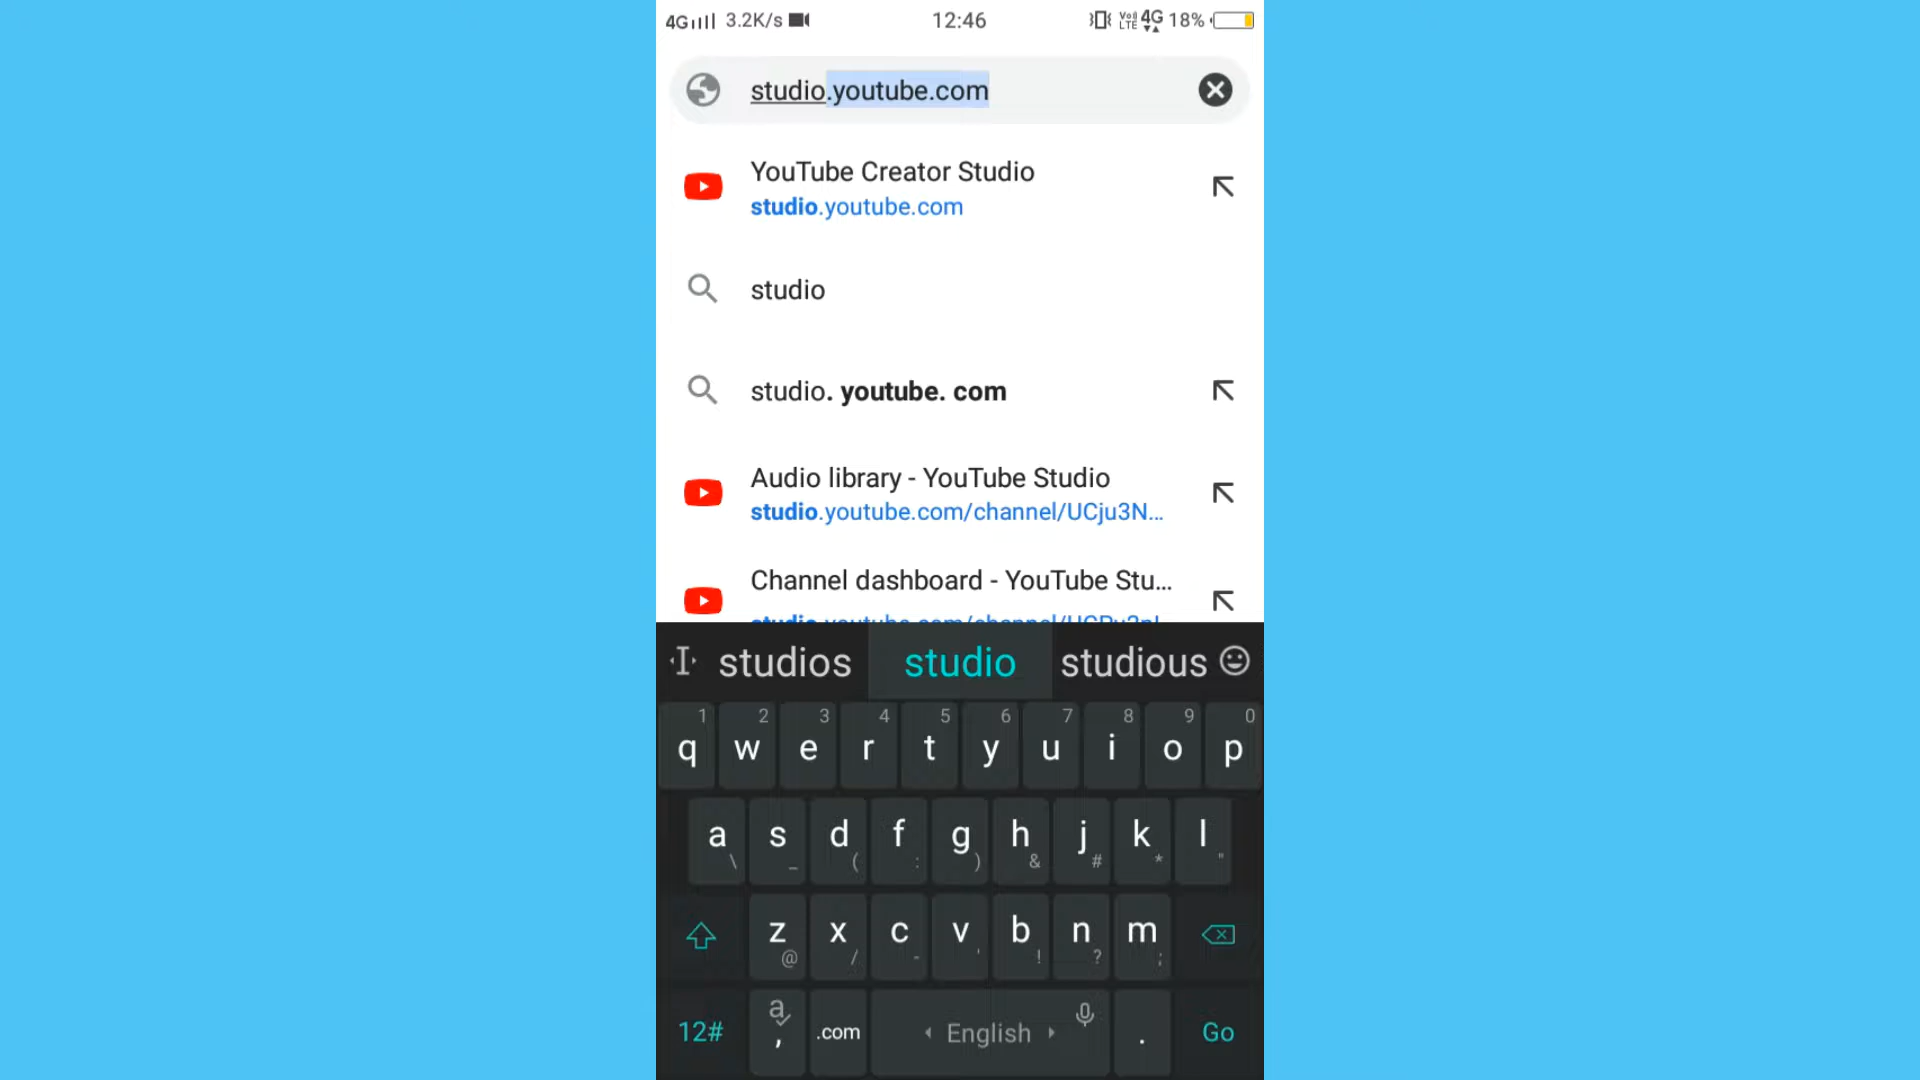 4G 3.2K/s 12:46 VoLTE 4G 18%
studio.youtube.com
YouTube Creator Studio
studio.youtube.com
studio
studio. youtube. com
Audio library - YouTube Studio
studio.youtube.com/channel/UCju3N...
Channel dashboard - YouTube Stu...
studios studio studious
1 2 3 4 5 6 7 8 9 0
q w e r t y u i o p
a s d f g h j k l
\ _ ( : ) & # * "
z x c v b n m
@ / - ' ! ? ;
12# a , .com English . Go